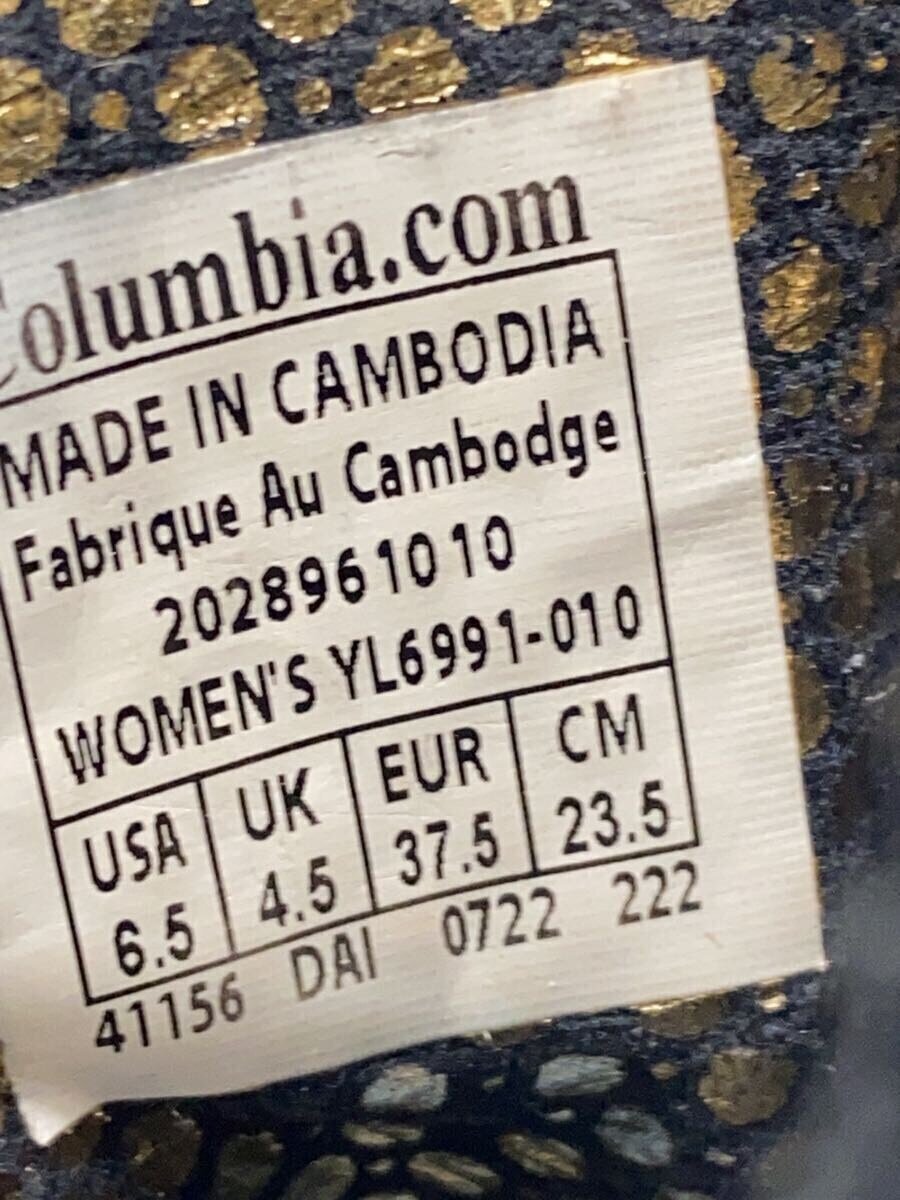 Columbia.com
MADE IN CAMBODIA
Fabrique Au Cambodge
2028961010
WOMEN'S YL6991-010
USA UK EUR CM
6.5 4.5 37.5 23.5
41156 DAI 0722 222